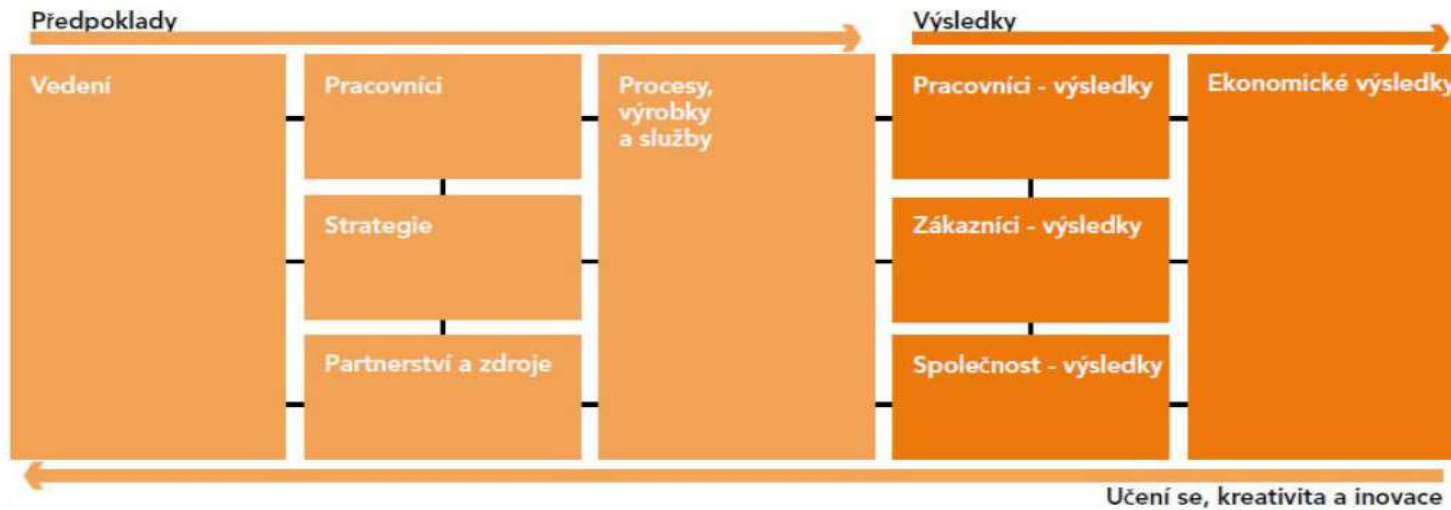 Předpoklady
Výsledky
Vedení
Pracovníci
Procesy,
výrobky
a služby
Pracovníci - výsledky
Ekonomické výsledky
Strategie
Zákazníci - výsledky
Partnerství a zdroje
Společnost - výsledky
Učení se, kreativita a inovace